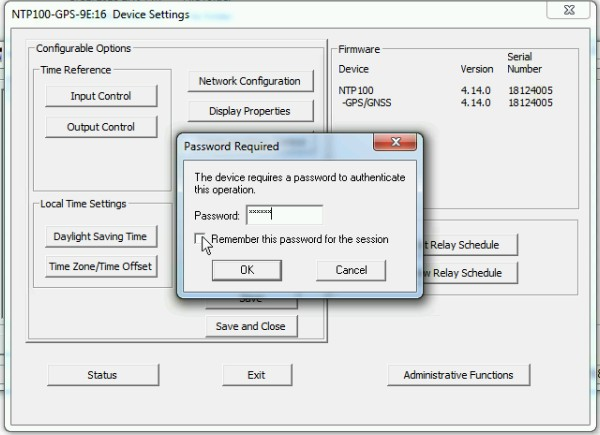 NTP100-GPS-9E:16 Device Settings
Configurable Options
Time Reference
Input Control
Output Control
Network Configuration
Display Properties
Local Time Settings
Daylight Saving Time
Time Zone/Time Offset
Save
Save and Close
Firmware
Device Version Serial Number
NTP100 4.14.0 18124005
-GPS/GNSS 4.14.0 18124005
Relay Schedule
Relay Schedule
Password Required
The device requires a password to authenticate
this operation.
Password: xxxxxx
Remember this password for the session
OK
Cancel
Status
Exit
Administrative Functions